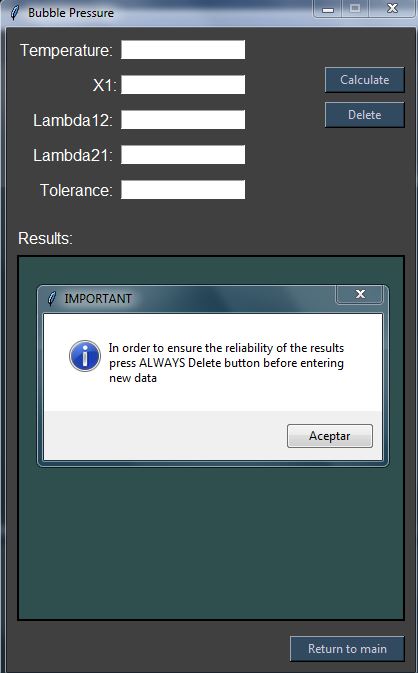 Bubble Pressure
Temperature:
Calculate
X1:
Delete
Lambda12:
Lambda21:
Tolerance:
Results:
IMPORTANT
In order to ensure the reliability of the results
press ALWAYS Delete button before entering
new data
Aceptar
Return to main